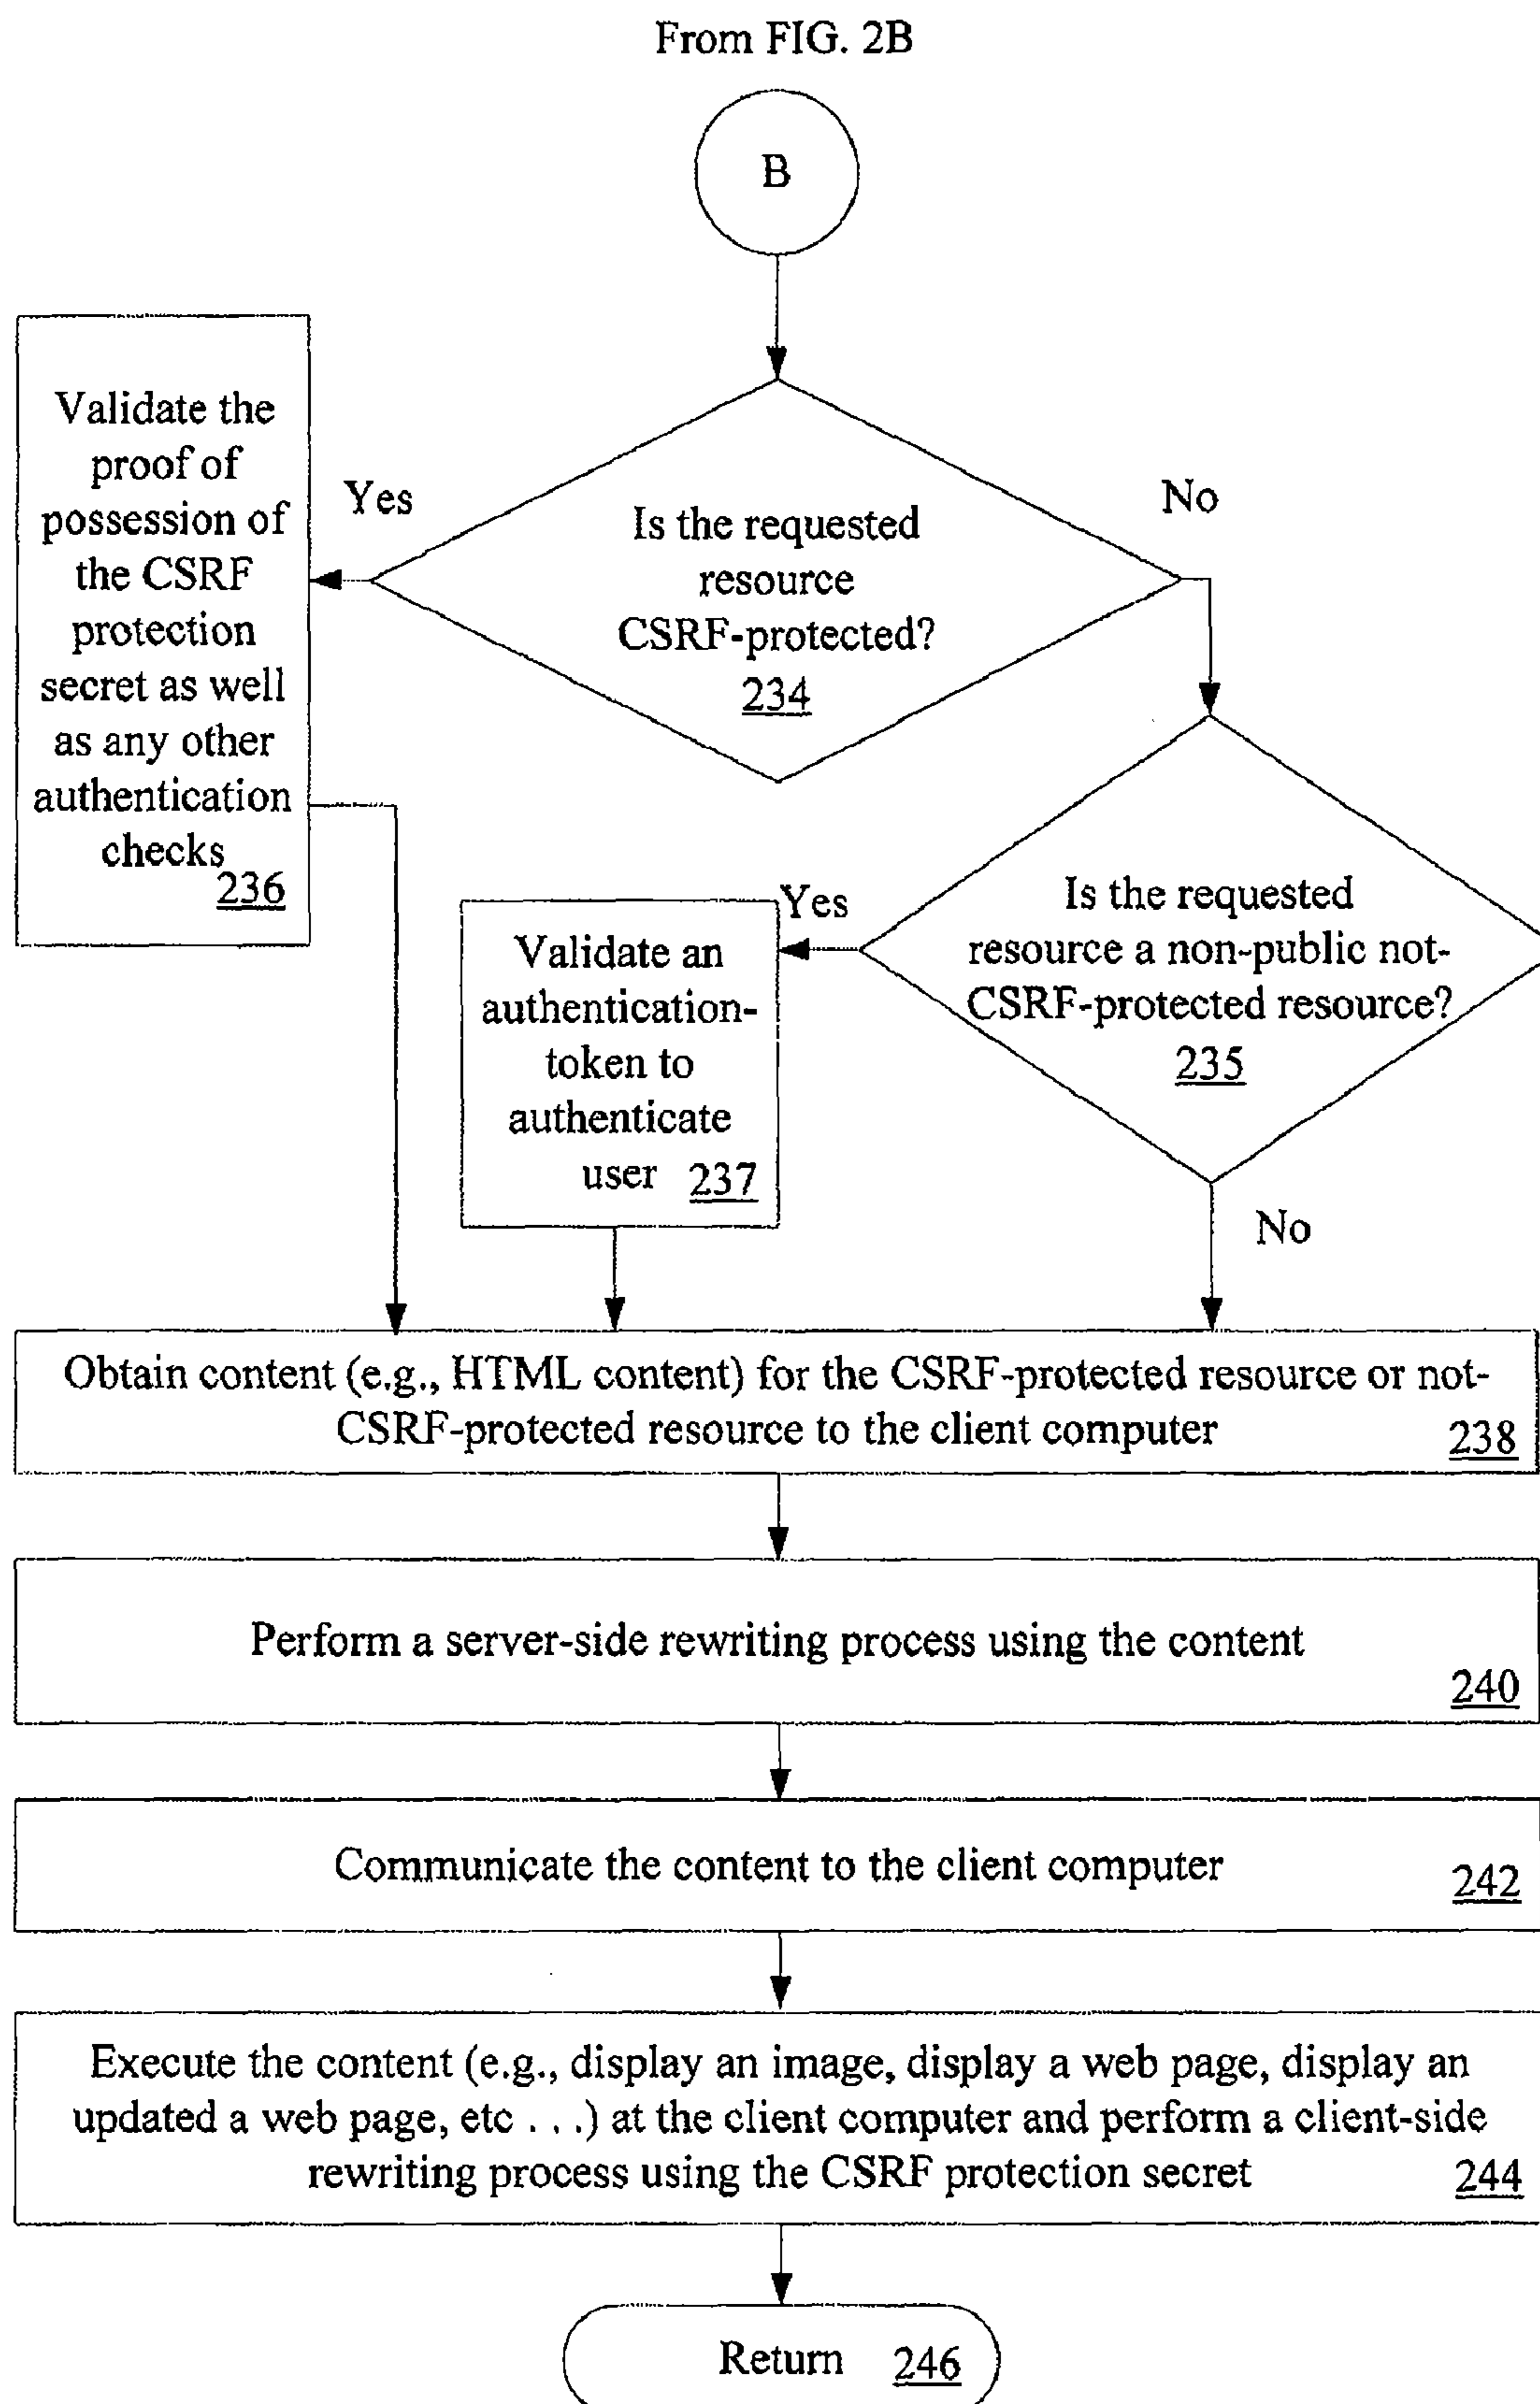 From FIG. 2B
B
Validate the
proof of
possession of
the CSRF
protection
secret as well
as any other
authentication
checks
236
Yes
Is the requested
resource
CSRF-protected?
234
No
Yes
Validate an
authentication-
token to
authenticate
user 237
Is the requested
resource a non-public not-
CSRF-protected resource?
235
No
Obtain content (e.g., HTML content) for the CSRF-protected resource or not-
CSRF-protected resource to the client computer
238
Perform a server-side rewriting process using the content
240
Communicate the content to the client computer
242
Execute the content (e.g., display an image, display a web page, display an
updated a web page, etc . . .) at the client computer and perform a client-side
rewriting process using the CSRF protection secret
244
Return 246